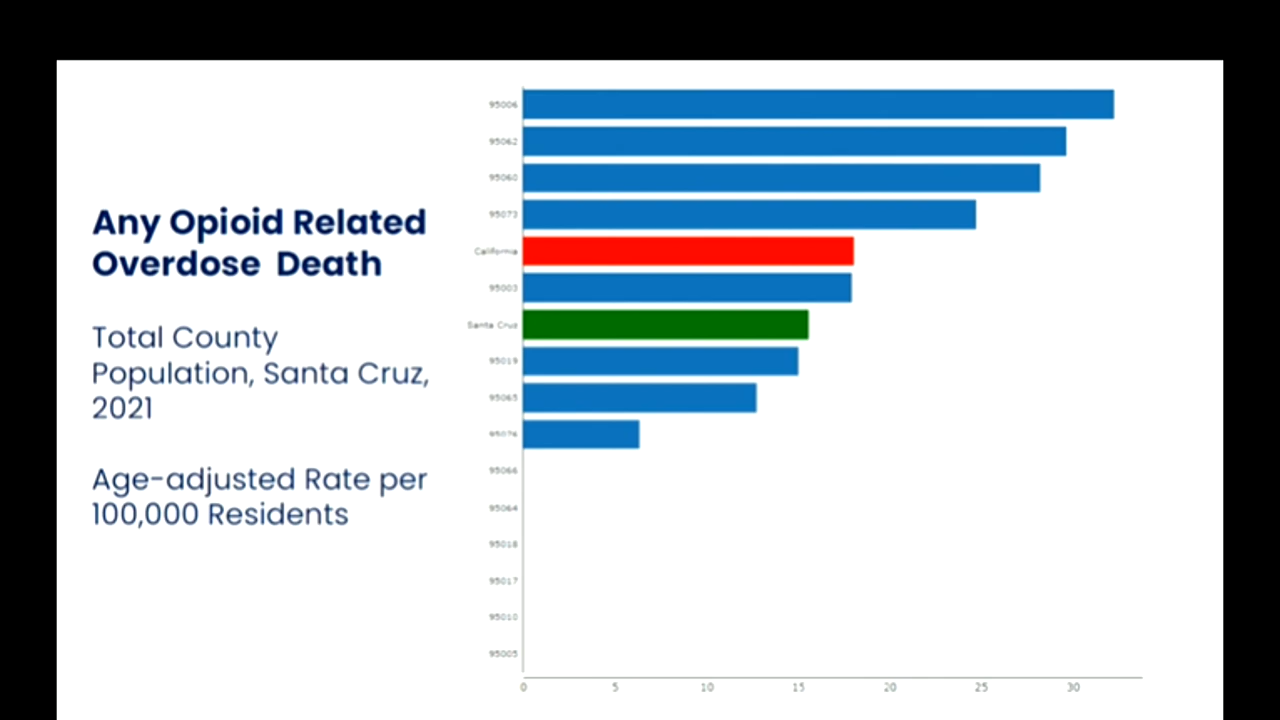 Any Opioid Related
Overdose Death
Total County
Population, Santa Cruz,
2021
Age-adjusted Rate per
100,000 Residents
95006
95062
95060
95073
California
95003
Santa Cruz
95019
95065
95076
95066
95064
95018
95017
95010
95005
0 5 10 15 20 25 30